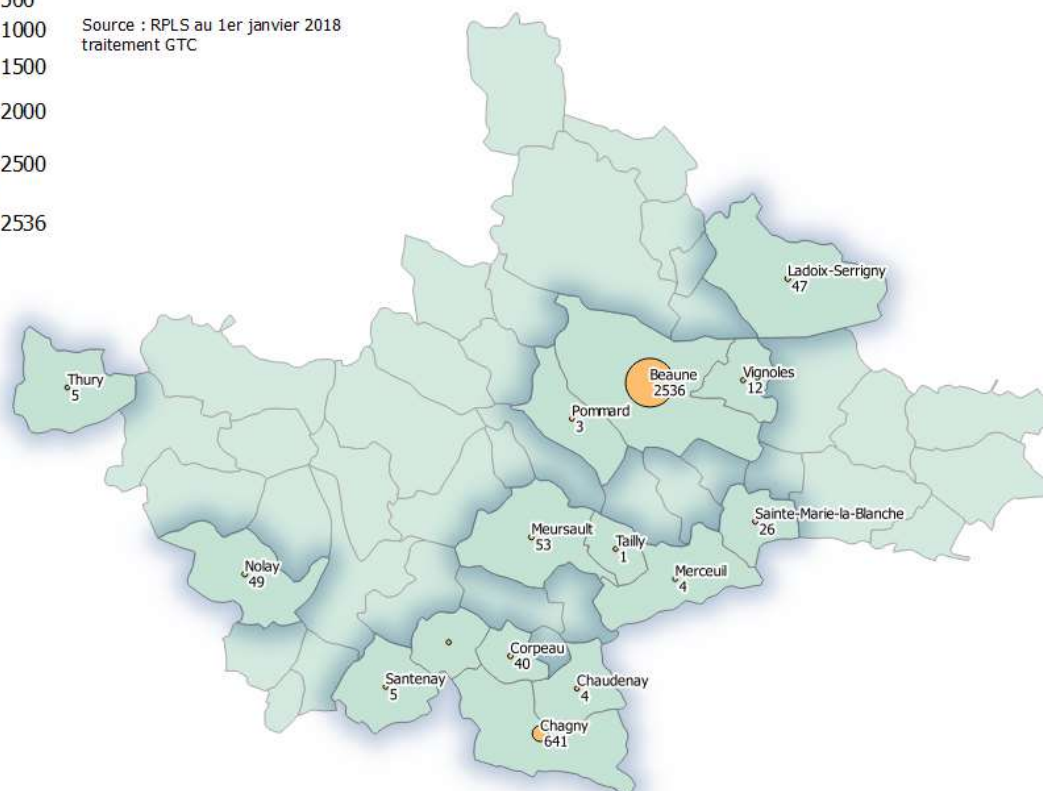 1000
1500
2000
2500
2536
Source : RPLS au 1er janvier 2018
traitement GTC
Ladoix-Serrigny
47
Thury
5
Beaune
2536
Vignoles
12
Pommard
3
Sainte-Marie-la-Blanche
26
Meursault
53
Tailly
1
Merceuil
4
Nolay
49
Corpeau
40
Santenay
5
Chaudenay
4
Chagny
641